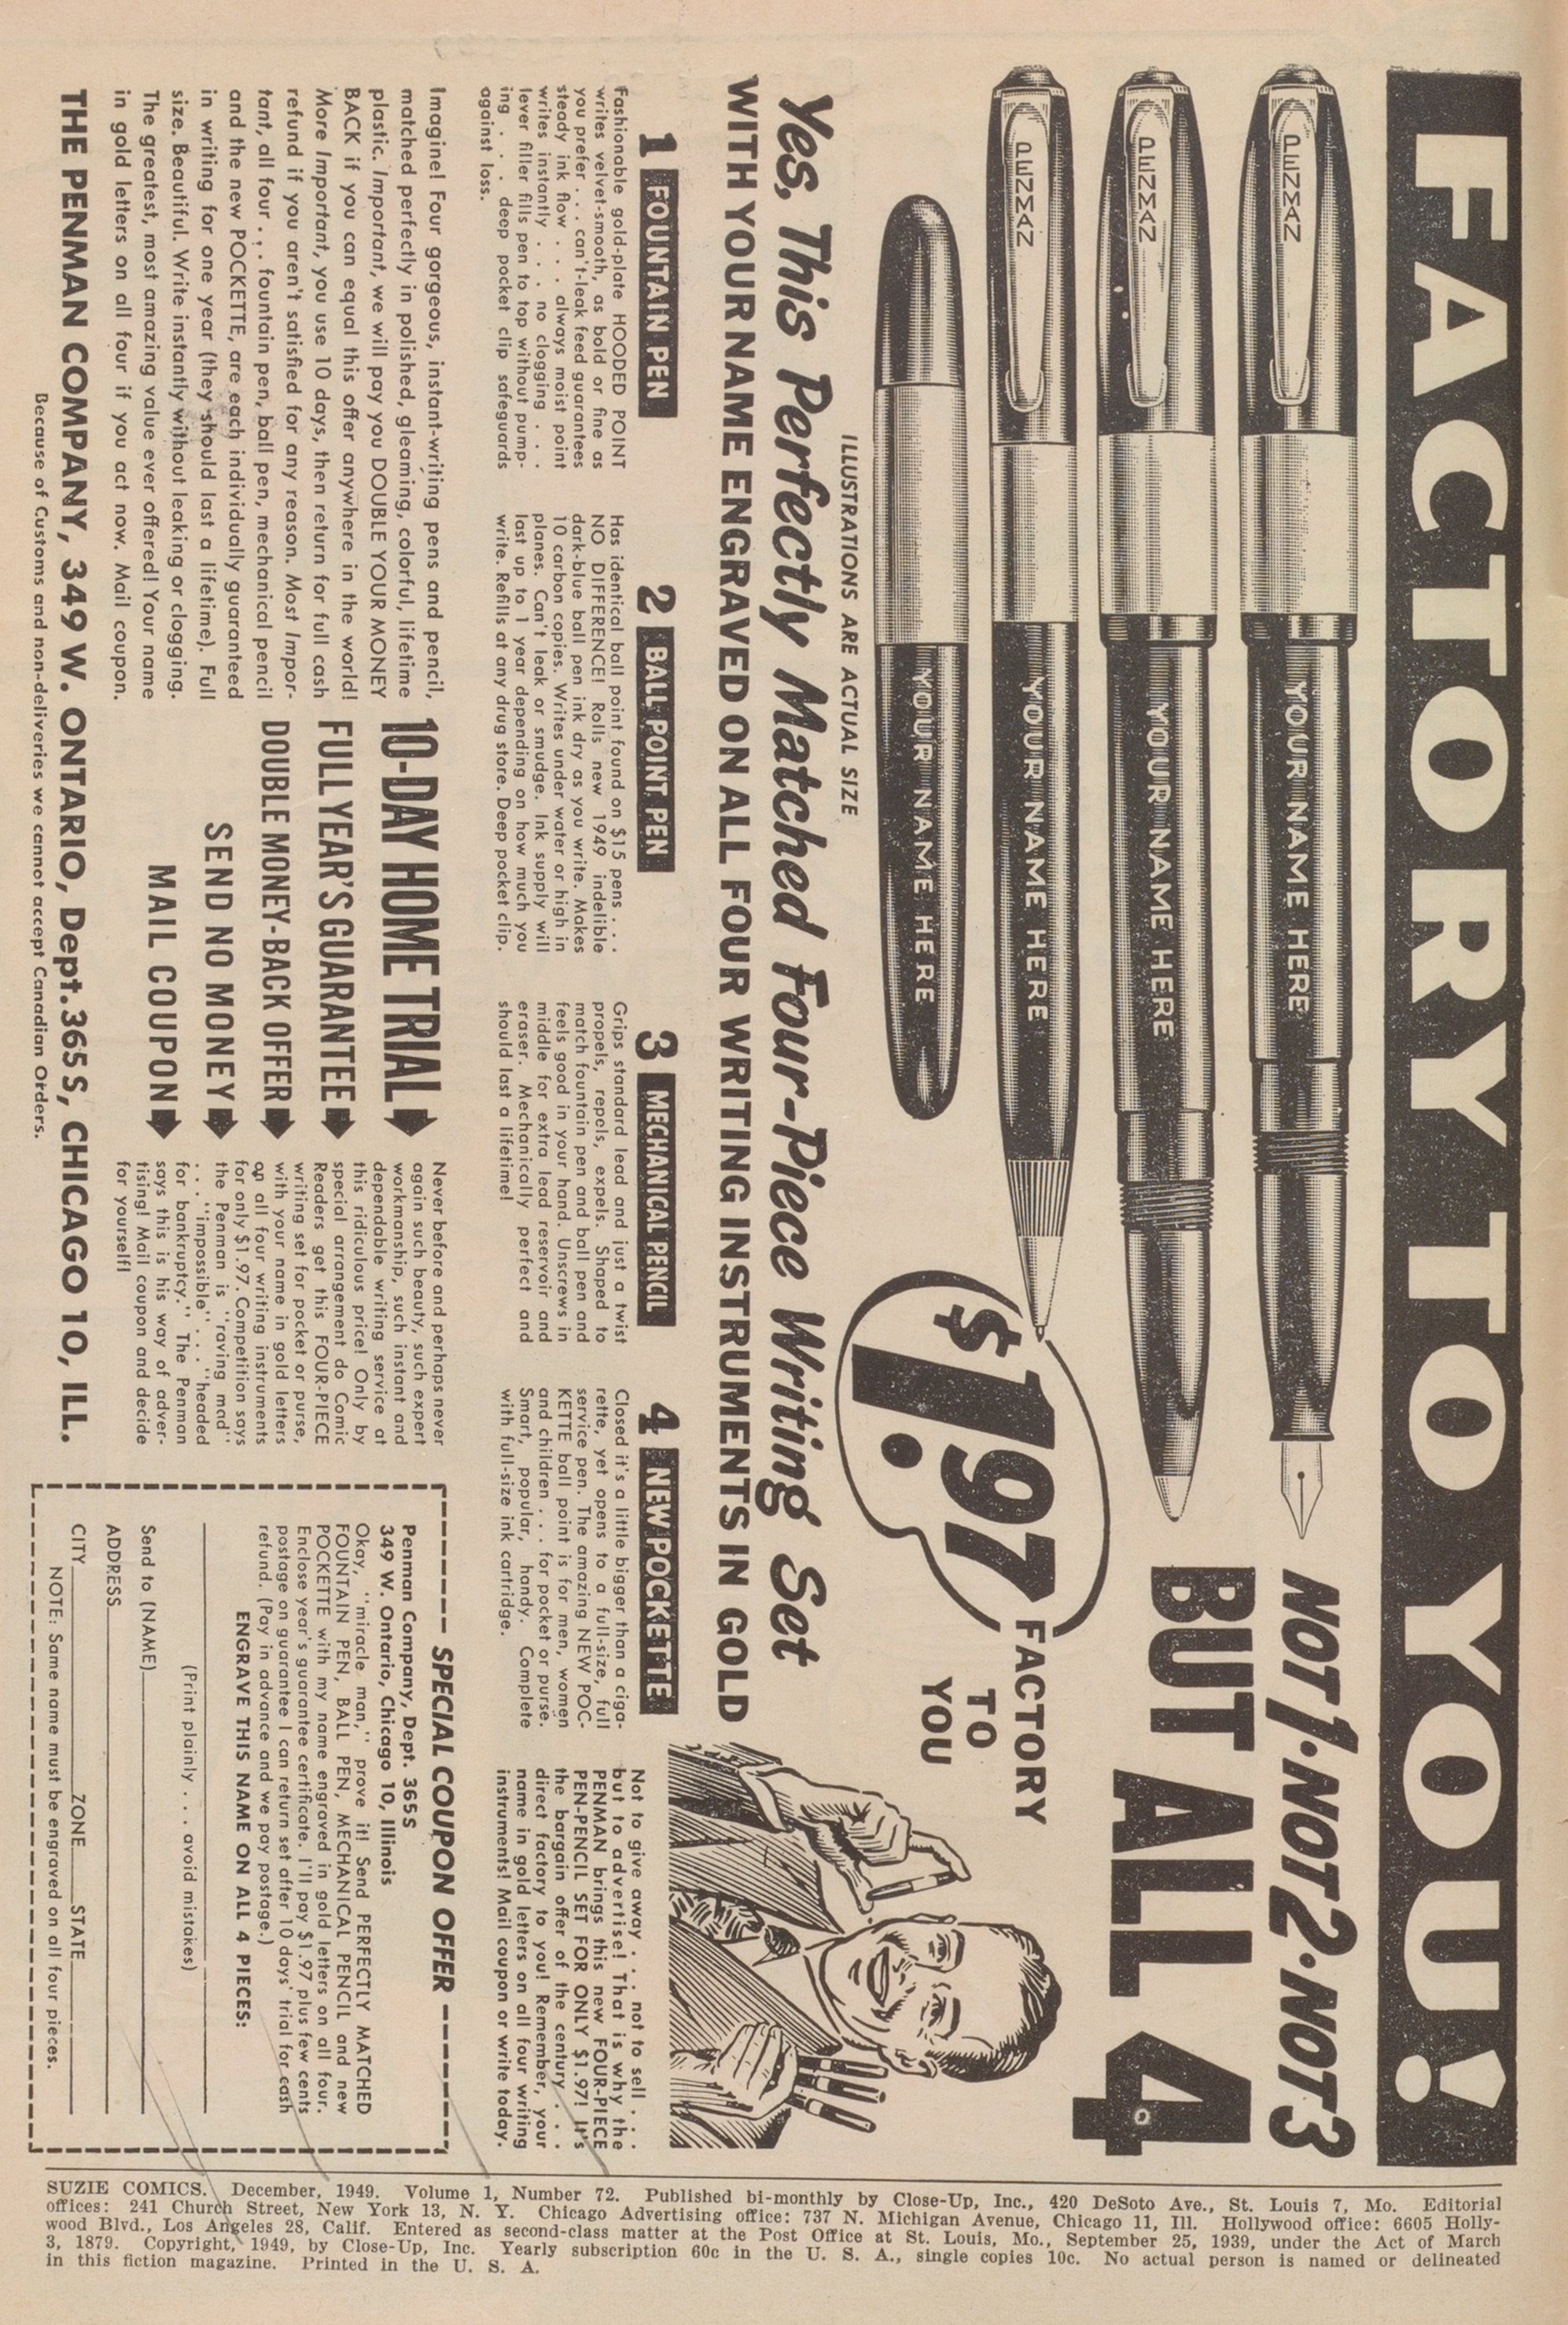 FACTORY TO YOU!
NOT 1·NOT 2·NOT 3
BUT ALL 4
PENMAN
YOUR NAME HERE
PENMAN
YOUR NAME HERE
PENMAN
YOUR NAME HERE
YOUR NAME HERE
ILLUSTRATIONS ARE ACTUAL SIZE
$1.97
FACTORY
TO
YOU
Yes, This Perfectly Matched Four-Piece Writing Set
WITH YOUR NAME ENGRAVED ON ALL FOUR WRITING INSTRUMENTS IN GOLD
1 FOUNTAIN PEN
Fashionable gold-plate HOODED POINT
writes velvet-smooth, as bold or fine as
you prefer . . . can't-leak feed guarantees
steady ink flow . . . always moist point
writes instantly . . . no clogging . . .
lever filler fills pen to top without pump-
ing . . . deep pocket clip safeguards
against loss.
2 BALL POINT PEN
Has identical ball point found on $15 pens . . .
NO DIFFERENCE! Rolls new 1949 indelible
dark-blue ball pen ink dry as you write. Makes
10 carbon copies. Writes under water or high in
planes. Can't leak or smudge. Ink supply will
last up to 1 year depending on how much you
write. Refills at any drug store. Deep pocket clip.
3 MECHANICAL PENCIL
Grips standard lead and just a twist
propels, repels, expels. Shaped to
match fountain pen and ball pen and
feels good in your hand. Unscrews in
middle for extra lead reservoir and
eraser. Mechanically perfect and
should last a lifetime!
4 NEW POCKETTE
Closed it's a little bigger than a ciga-
rette, yet opens to a full-size, full
service pen. The amazing NEW POC-
KETTE ball point is for men, women
and children . . . for pocket or purse.
Smart, popular, handy. Complete
with full-size ink cartridge.
Not to give away . . . not to sell . . .
but to advertise! That is why the
PENMAN brings this new FOUR-PIECE
PEN-PENCIL SET FOR ONLY $1.97! It's
the bargain offer of the century . . .
direct factory to you! Remember, your
name in gold letters on all four writing
instruments! Mail coupon or write today.
Imagine! Four gorgeous, instant-writing pens and pencil,
matched perfectly in polished, gleaming, colorful, lifetime
plastic. Important, we will pay you DOUBLE YOUR MONEY
BACK if you can equal this offer anywhere in the world!
More Important, you use 10 days, then return for full cash
refund if you aren't satisfied for any reason. Most Impor-
tant, all four . . . fountain pen, ball pen, mechanical pencil
and the new POCKETTE, are each individually guaranteed
in writing for one year (they should last a lifetime). Full
size. Beautiful. Write instantly without leaking or clogging.
The greatest, most amazing value ever offered! Your name
in gold letters on all four if you act now. Mail coupon.
10-DAY HOME TRIAL
FULL YEAR'S GUARANTEE
DOUBLE MONEY-BACK OFFER
SEND NO MONEY
MAIL COUPON
Never before and perhaps never
again such beauty, such expert
workmanship, such instant and
dependable writing service at
this ridiculous price! Only by
special arrangement do Comic
Readers get this FOUR-PIECE
writing set for pocket or purse,
with your name in gold letters
on all four writing instruments
for only $1.97. Competition says
the Penman is "raving mad"
. . . "impossible" . . . "headed
for bankruptcy." The Penman
says this is his way of adver-
tising! Mail coupon and decide
for yourself!
THE PENMAN COMPANY, 349 W. ONTARIO, Dept. 365S, CHICAGO 10, ILL.
Because of Customs and non-deliveries we cannot accept Canadian Orders.
SPECIAL COUPON OFFER
Penman Company, Dept. 365S
349 W. Ontario, Chicago 10, Illinois
Okay, "miracle man," prove it! Send PERFECTLY MATCHED
FOUNTAIN PEN, BALL PEN, MECHANICAL PENCIL and new
POCKETTE with my name engraved in gold letters on all four.
Enclose year's guarantee certificate. I'll pay $1.97 plus few cents
postage on guarantee I can return set after 10 days' trial for cash
refund. (Pay in advance and we pay postage.)
ENGRAVE THIS NAME ON ALL 4 PIECES:
(Print plainly . . . avoid mistakes)
Send to (NAME)
ADDRESS
CITY ZONE STATE
NOTE: Same name must be engraved on all four pieces.
SUZIE COMICS. December, 1949. Volume 1, Number 72. Published bi-monthly by Close-Up, Inc., 420 DeSoto Ave., St. Louis 7, Mo. Editorial
offices: 241 Church Street, New York 13, N. Y. Chicago Advertising office: 737 N. Michigan Avenue, Chicago 11, Ill. Hollywood office: 6605 Holly-
wood Blvd., Los Angeles 28, Calif. Entered as second-class matter at the Post Office at St. Louis, Mo., September 25, 1939, under the Act of March
3, 1879. Copyright, 1949, by Close-Up, Inc. Yearly subscription 60c in the U. S. A., single copies 10c. No actual person is named or delineated
in this fiction magazine. Printed in the U. S. A.